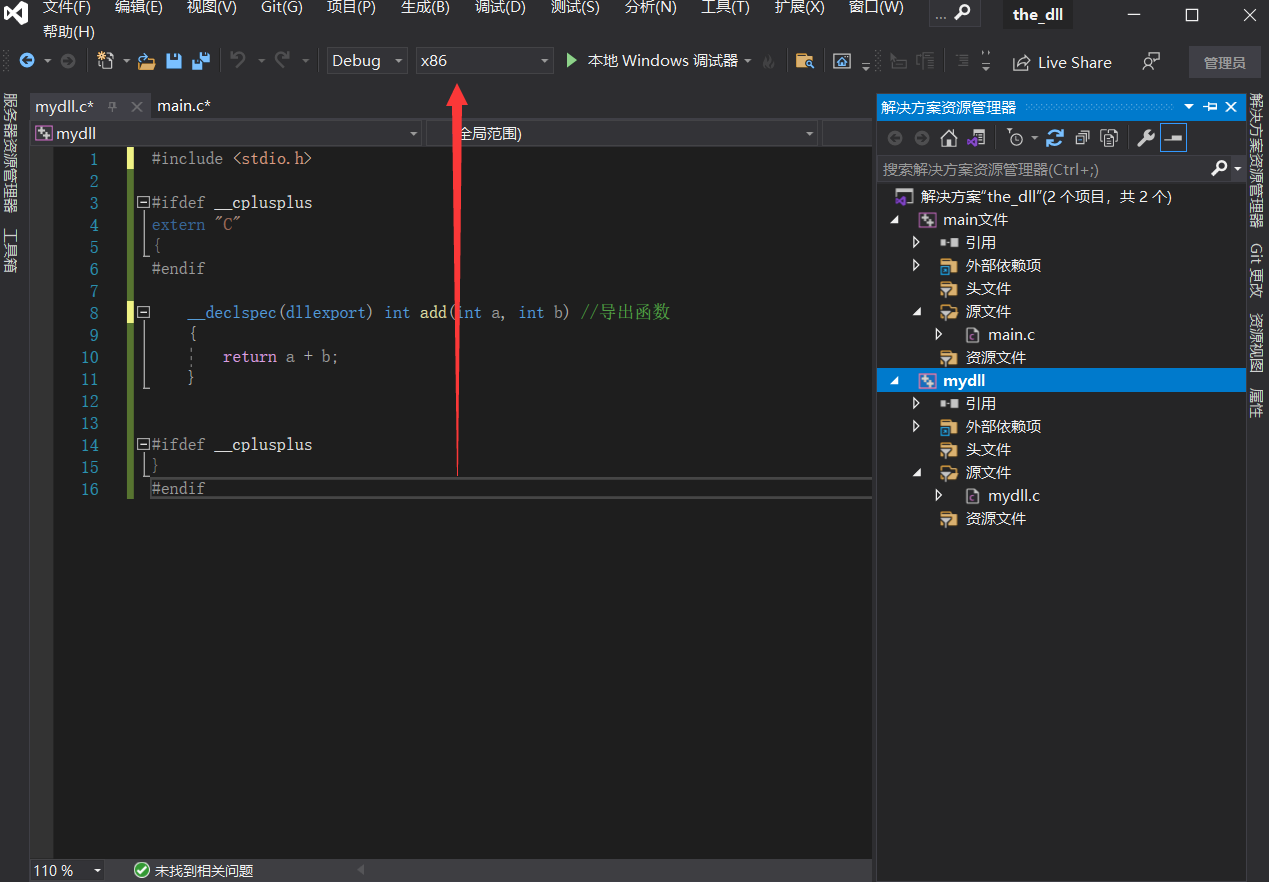 文件(F) 编辑(E) 视图(V) Git(G) 项目(P) 生成(B) 调试(D) 测试(S) 分析(N) 工具(T) 扩展(X) 窗口(W) ... the_dll
帮助(H)
Debug x86 本地 Windows 调试器 Live Share 管理员
服务器资源管理器
工具箱
mydll.c* main.c*
mydll 全局范围)
1 #include <stdio.h>
2
3 #ifdef __cplusplus
4 extern "C"
5 {
6 #endif
7
8 __declspec(dllexport) int add(int a, int b) //导出函数
9 {
10 return a + b;
11 }
12
13
14 #ifdef __cplusplus
15 }
16 #endif
110 % 未找到相关问题
解决方案资源管理器
搜索解决方案资源管理器(Ctrl+;)
解决方案"the_dll"(2 个项目，共 2 个)
main文件
引用
外部依赖项
头文件
源文件
main.c
资源文件
mydll
引用
外部依赖项
头文件
源文件
mydll.c
资源文件
解决方案资源管理器
Git 更改
资源视图
属性